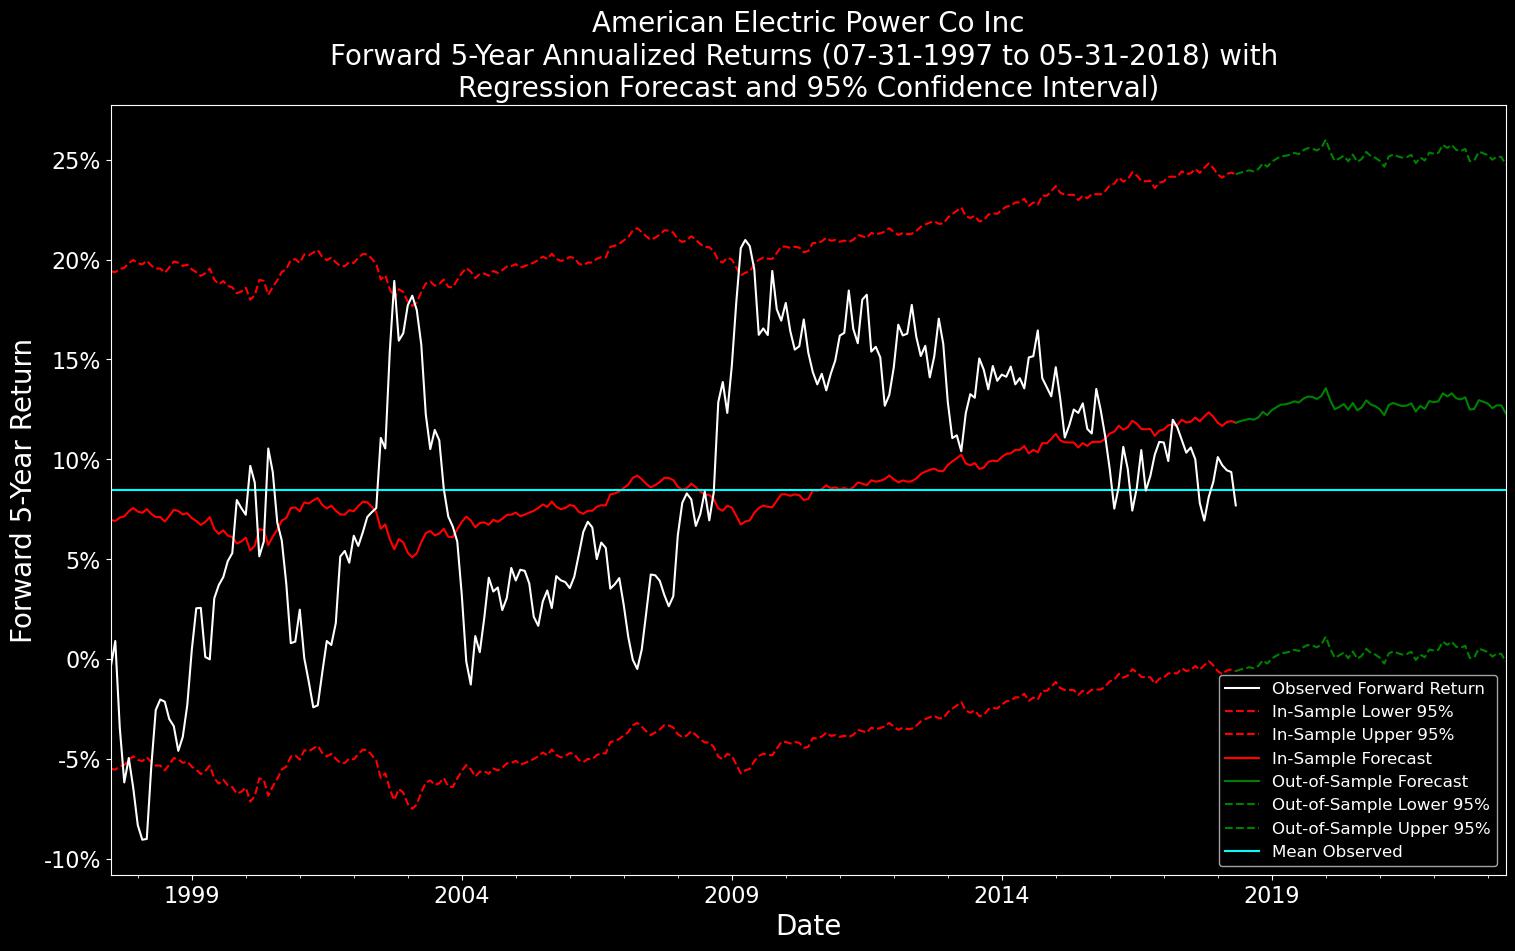 American Electric Power Co Inc
Forward 5-Year Annualized Returns (07-31-1997 to 05-31-2018) with
Regression Forecast and 95% Confidence Interval)
Forward 5-Year Return
25%
20%
15%
10%
5%
0%
-5%
-10%
Observed Forward Return
In-Sample Lower 95%
In-Sample Upper 95%
In-Sample Forecast
Out-of-Sample Forecast
Out-of-Sample Lower 95%
Out-of-Sample Upper 95%
Mean Observed
1999 2004 2009 2014 2019
Date